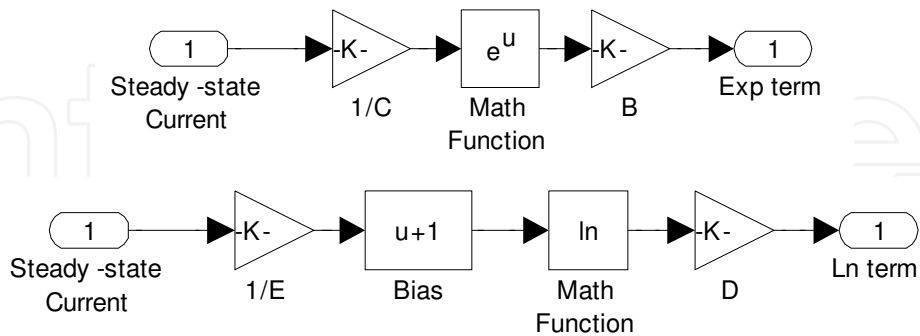 1
-K-
e^u
-K-
1
Steady -state
Current
1/C
Math
Function
B
Exp term
1
-K-
u+1
ln
-K-
1
Steady -state
Current
1/E
Bias
Math
Function
D
Ln term